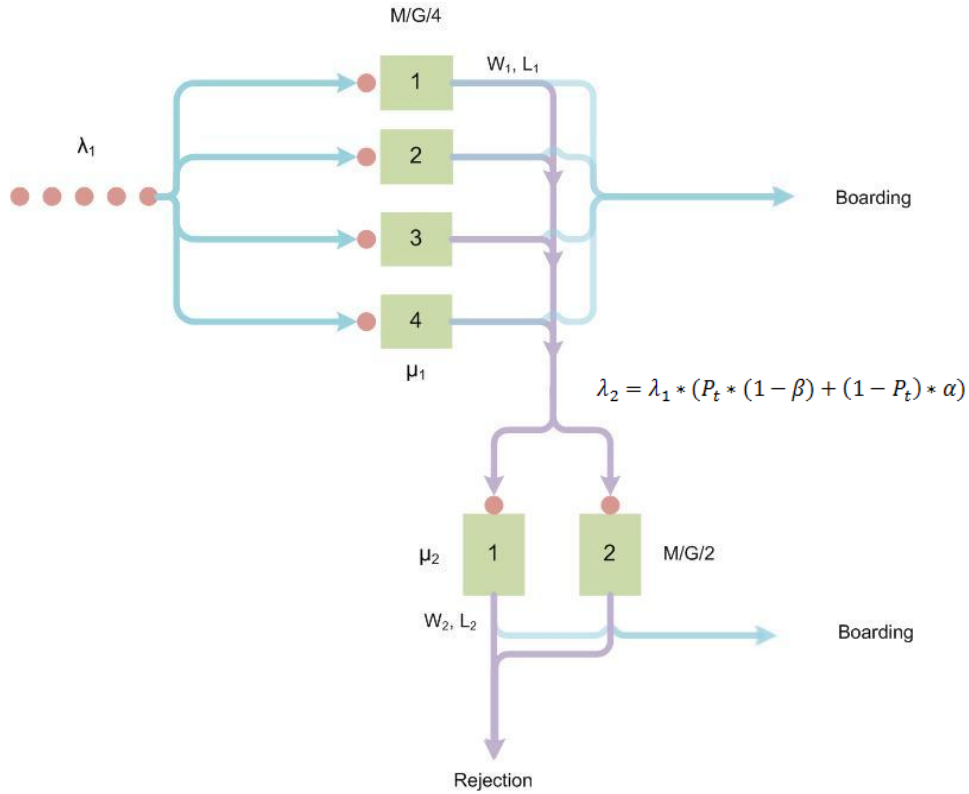 M/G/4
1
W₁, L₁
λ₁
2
Boarding
3
4
μ₁
λ₂ = λ₁ * (Pₜ * (1 − β) + (1 − Pₜ) * α)
μ₂
1
2
M/G/2
W₂, L₂
Boarding
Rejection